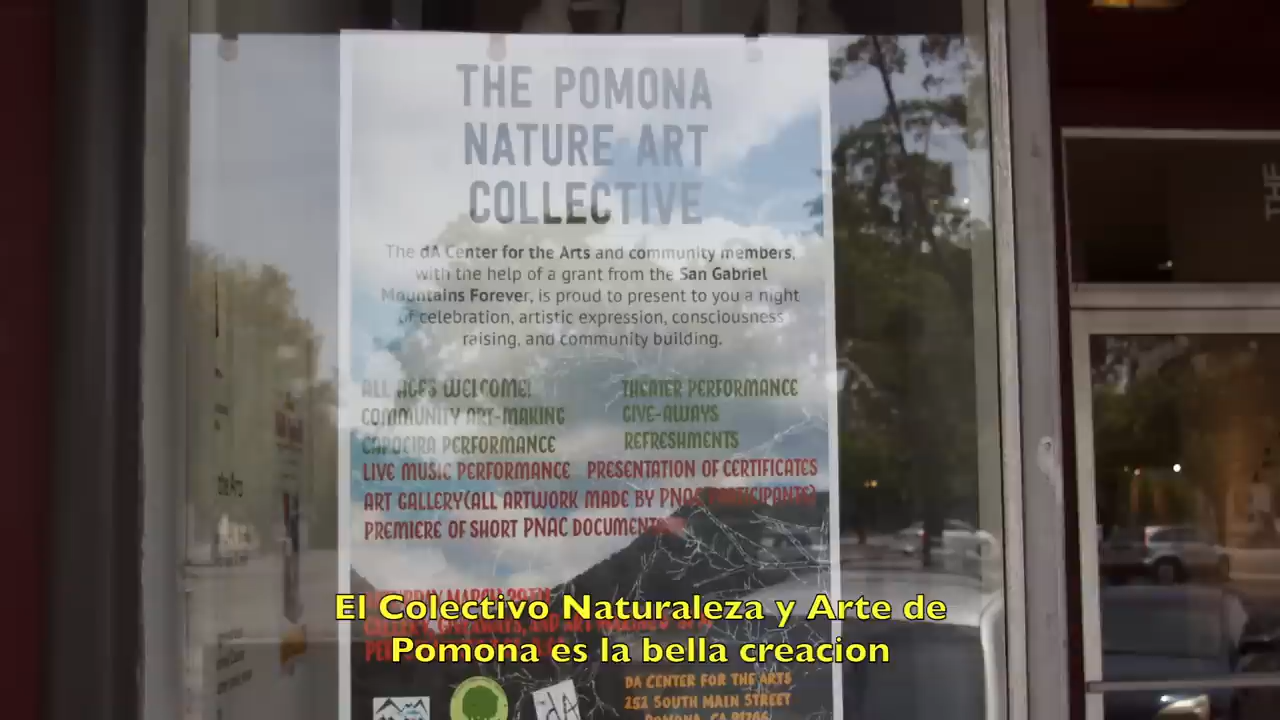 THE POMONA
NATURE ART
COLLECTIVE
The dA Center for the Arts and community members,
with the help of a grant from the San Gabriel
Mountains Forever, is proud to present to you a night
of celebration, artistic expression, consciousness
raising, and community building.
ALL AGES WELCOME!
COMMUNITY ART-MAKING
CAPOEIRA PERFORMANCE
THEATER PERFORMANCE
GIVE-AWAYS
REFRESHMENTS
LIVE MUSIC PERFORMANCE PRESENTATION OF CERTIFICATES
ART GALLERY(ALL ARTWORK MADE BY PNAC PARTICIPANTS)
PREMIERE OF SHORT PNAC
El Colectivo Naturaleza y Arte de
Pomona es la bella creacion
dA
DA CENTER FOR THE ARTS
252 SOUTH MAIN STREET
POMONA, CA
the Arts
THE